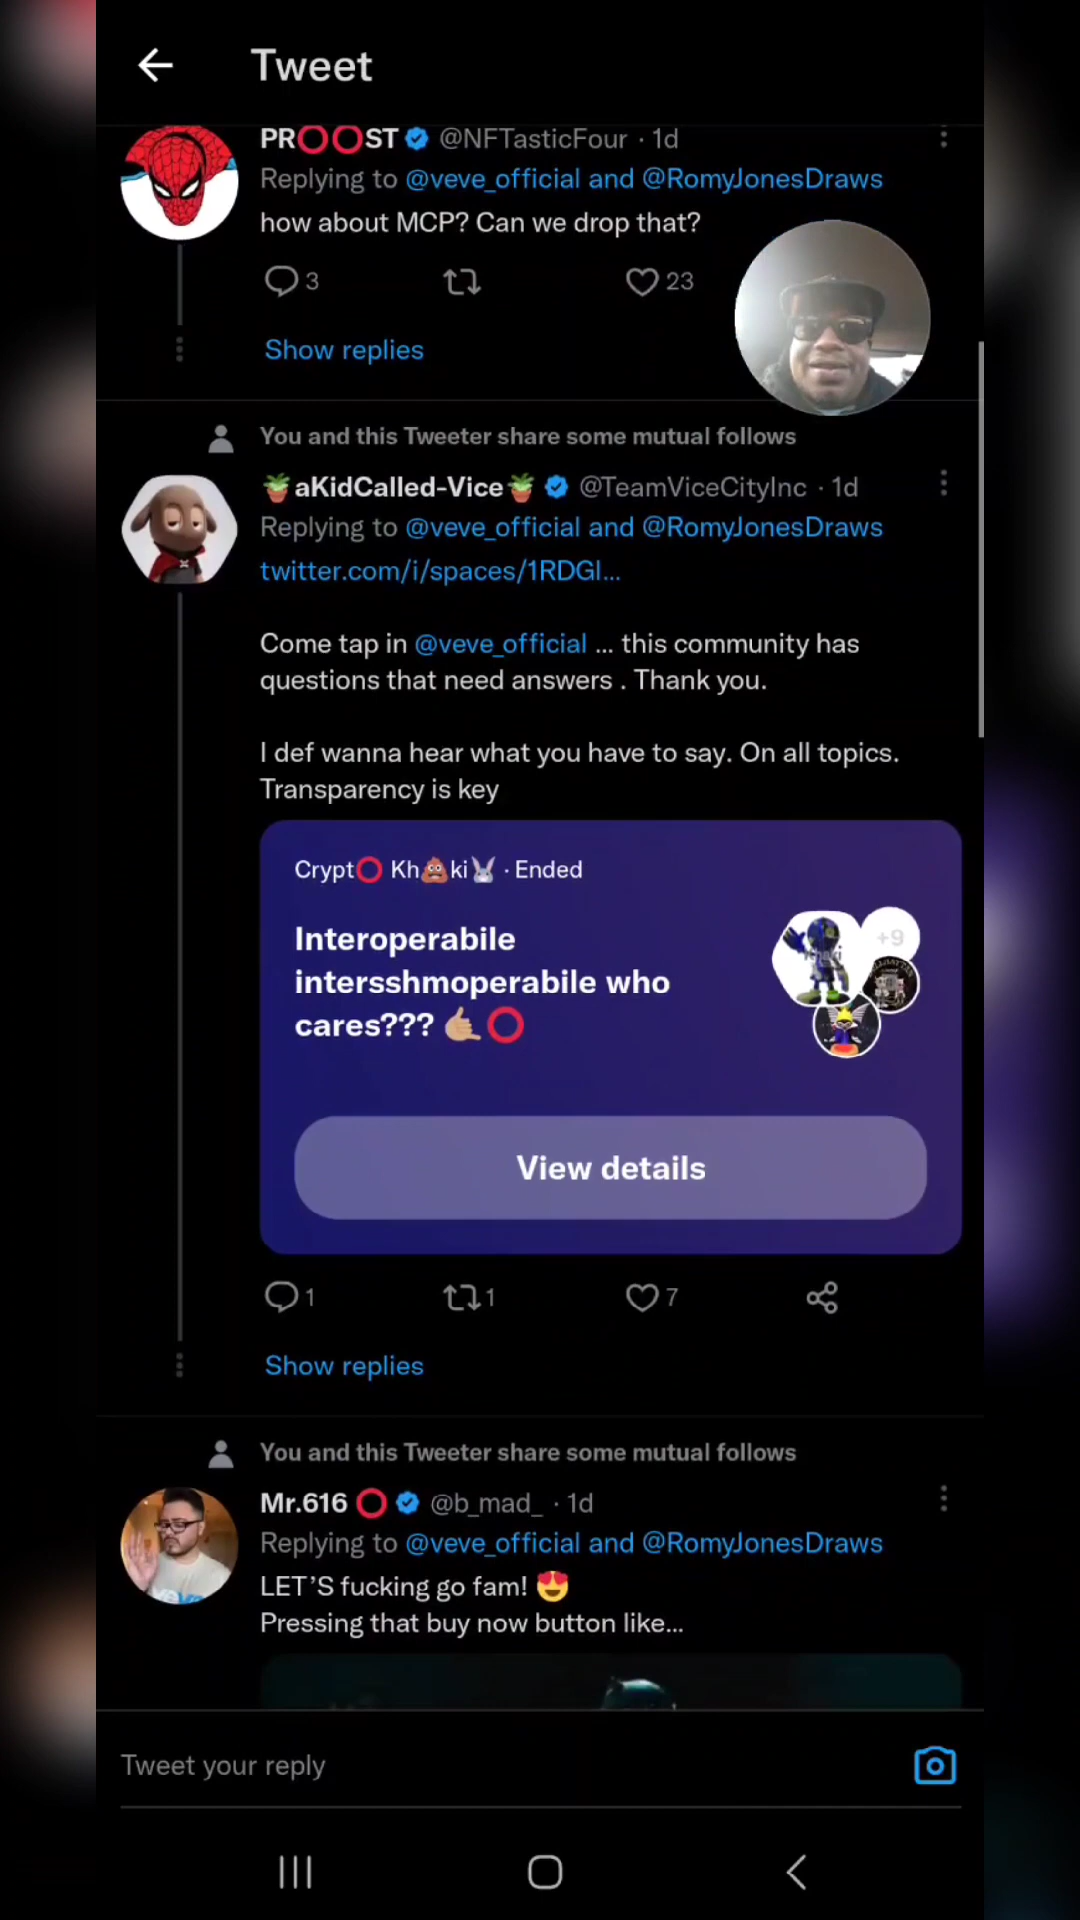 Tweet
PR⭕⭕ST @NFTasticFour · 1d
Replying to @veve_official and @RomyJonesDraws
how about MCP? Can we drop that?
3 23
Show replies
You and this Tweeter share some mutual follows
🪴aKidCalled-Vice🪴 @TeamViceCityInc · 1d
Replying to @veve_official and @RomyJonesDraws
twitter.com/i/spaces/1RDGl...
Come tap in @veve_official ... this community has
questions that need answers . Thank you.
I def wanna hear what you have to say. On all topics.
Transparency is key
Crypt⭕ Kh💩ki🐰 · Ended
Interoperabile
intersshmoperabile who
cares??? 🤙🏼⭕
+9
View details
1 1 7
Show replies
You and this Tweeter share some mutual follows
Mr.616 ⭕ @b_mad_ · 1d
Replying to @veve_official and @RomyJonesDraws
LET'S fucking go fam! 😍
Pressing that buy now button like...
Tweet your reply